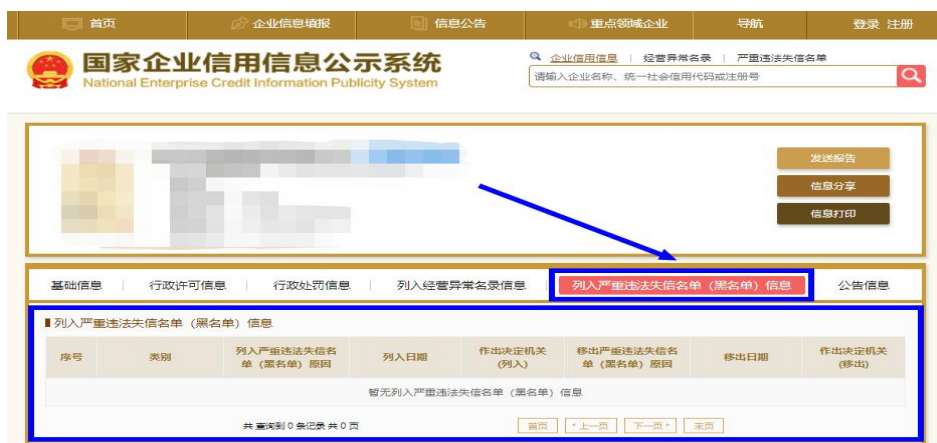 首页 企业信息填报 信息公告 重点领域企业 导航 登录 注册
国家企业信用信息公示系统
National Enterprise Credit Information Publicity System
企业信用信息 | 经营异常名录 | 严重违法失信名单
请输入企业名称、统一社会信用代码或注册号
发送报告
信息分享
信息打印
基础信息 | 行政许可信息 | 行政处罚信息 | 列入经营异常名录信息 | 列入严重违法失信名单（黑名单）信息 公告信息
列入严重违法失信名单（黑名单）信息
序号 类别 列入严重违法失信名单（黑名单）原因 列入日期 作出决定机关(列入) 移出严重违法失信名单（黑名单）原因 移出日期 作出决定机关(移出)
暂无列入严重违法失信名单（黑名单）信息
共 查询到 0 条记录 共 0 页 首页 上一页 下一页 末页